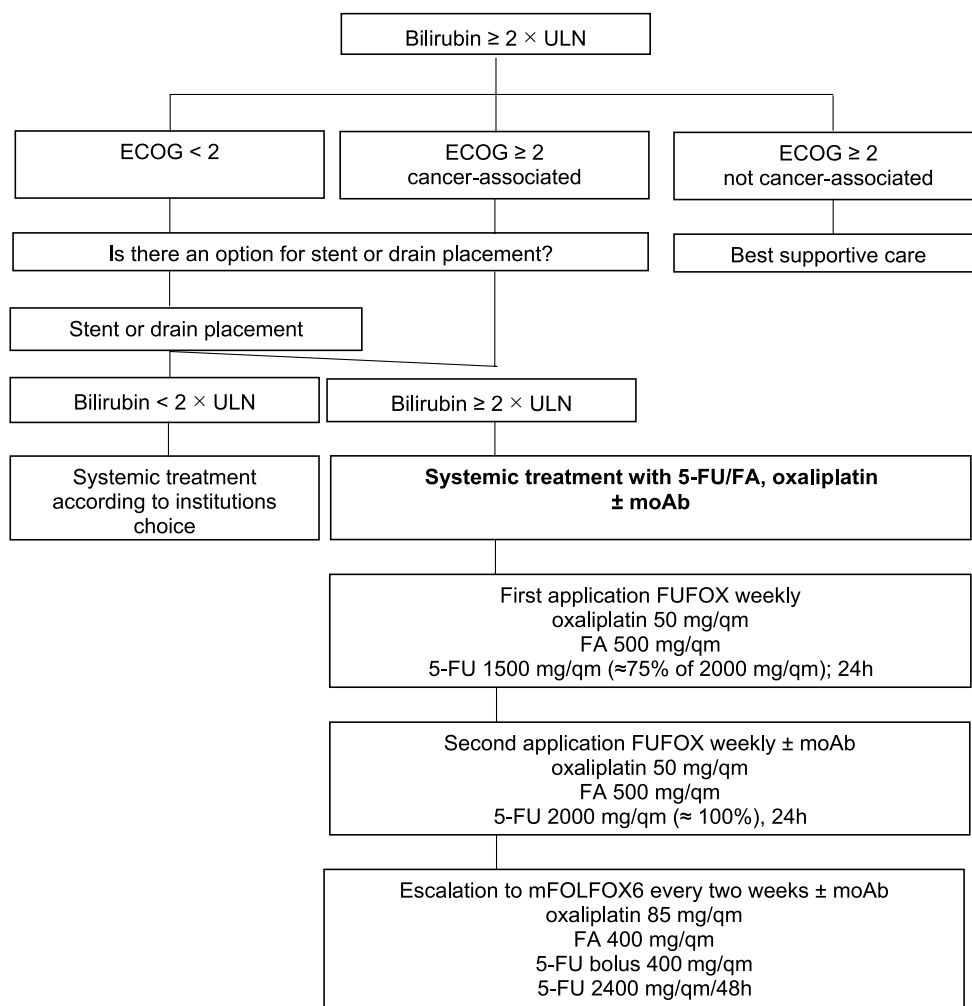 Bilirubin ≥ 2 × ULN
ECOG < 2
ECOG ≥ 2
cancer-associated
ECOG ≥ 2
not cancer-associated
Is there an option for stent or drain placement?
Best supportive care
Stent or drain placement
Bilirubin < 2 × ULN
Bilirubin ≥ 2 × ULN
Systemic treatment
according to institutions
choice
Systemic treatment with 5-FU/FA, oxaliplatin
± moAb
First application FUFOX weekly
oxaliplatin 50 mg/qm
FA 500 mg/qm
5-FU 1500 mg/qm (≈75% of 2000 mg/qm); 24h
Second application FUFOX weekly ± moAb
oxaliplatin 50 mg/qm
FA 500 mg/qm
5-FU 2000 mg/qm (≈ 100%), 24h
Escalation to mFOLFOX6 every two weeks ± moAb
oxaliplatin 85 mg/qm
FA 400 mg/qm
5-FU bolus 400 mg/qm
5-FU 2400 mg/qm/48h